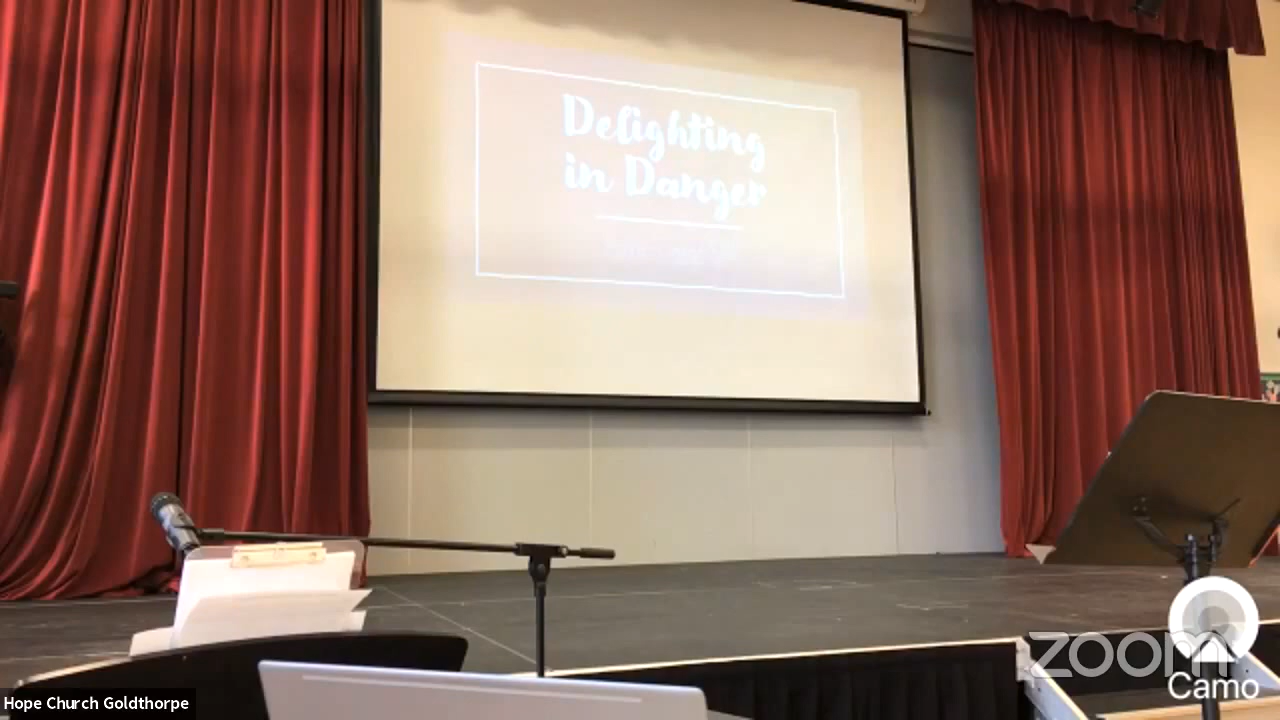 Delighting
in Danger
zoom
Camo
Hope Church Goldthorpe